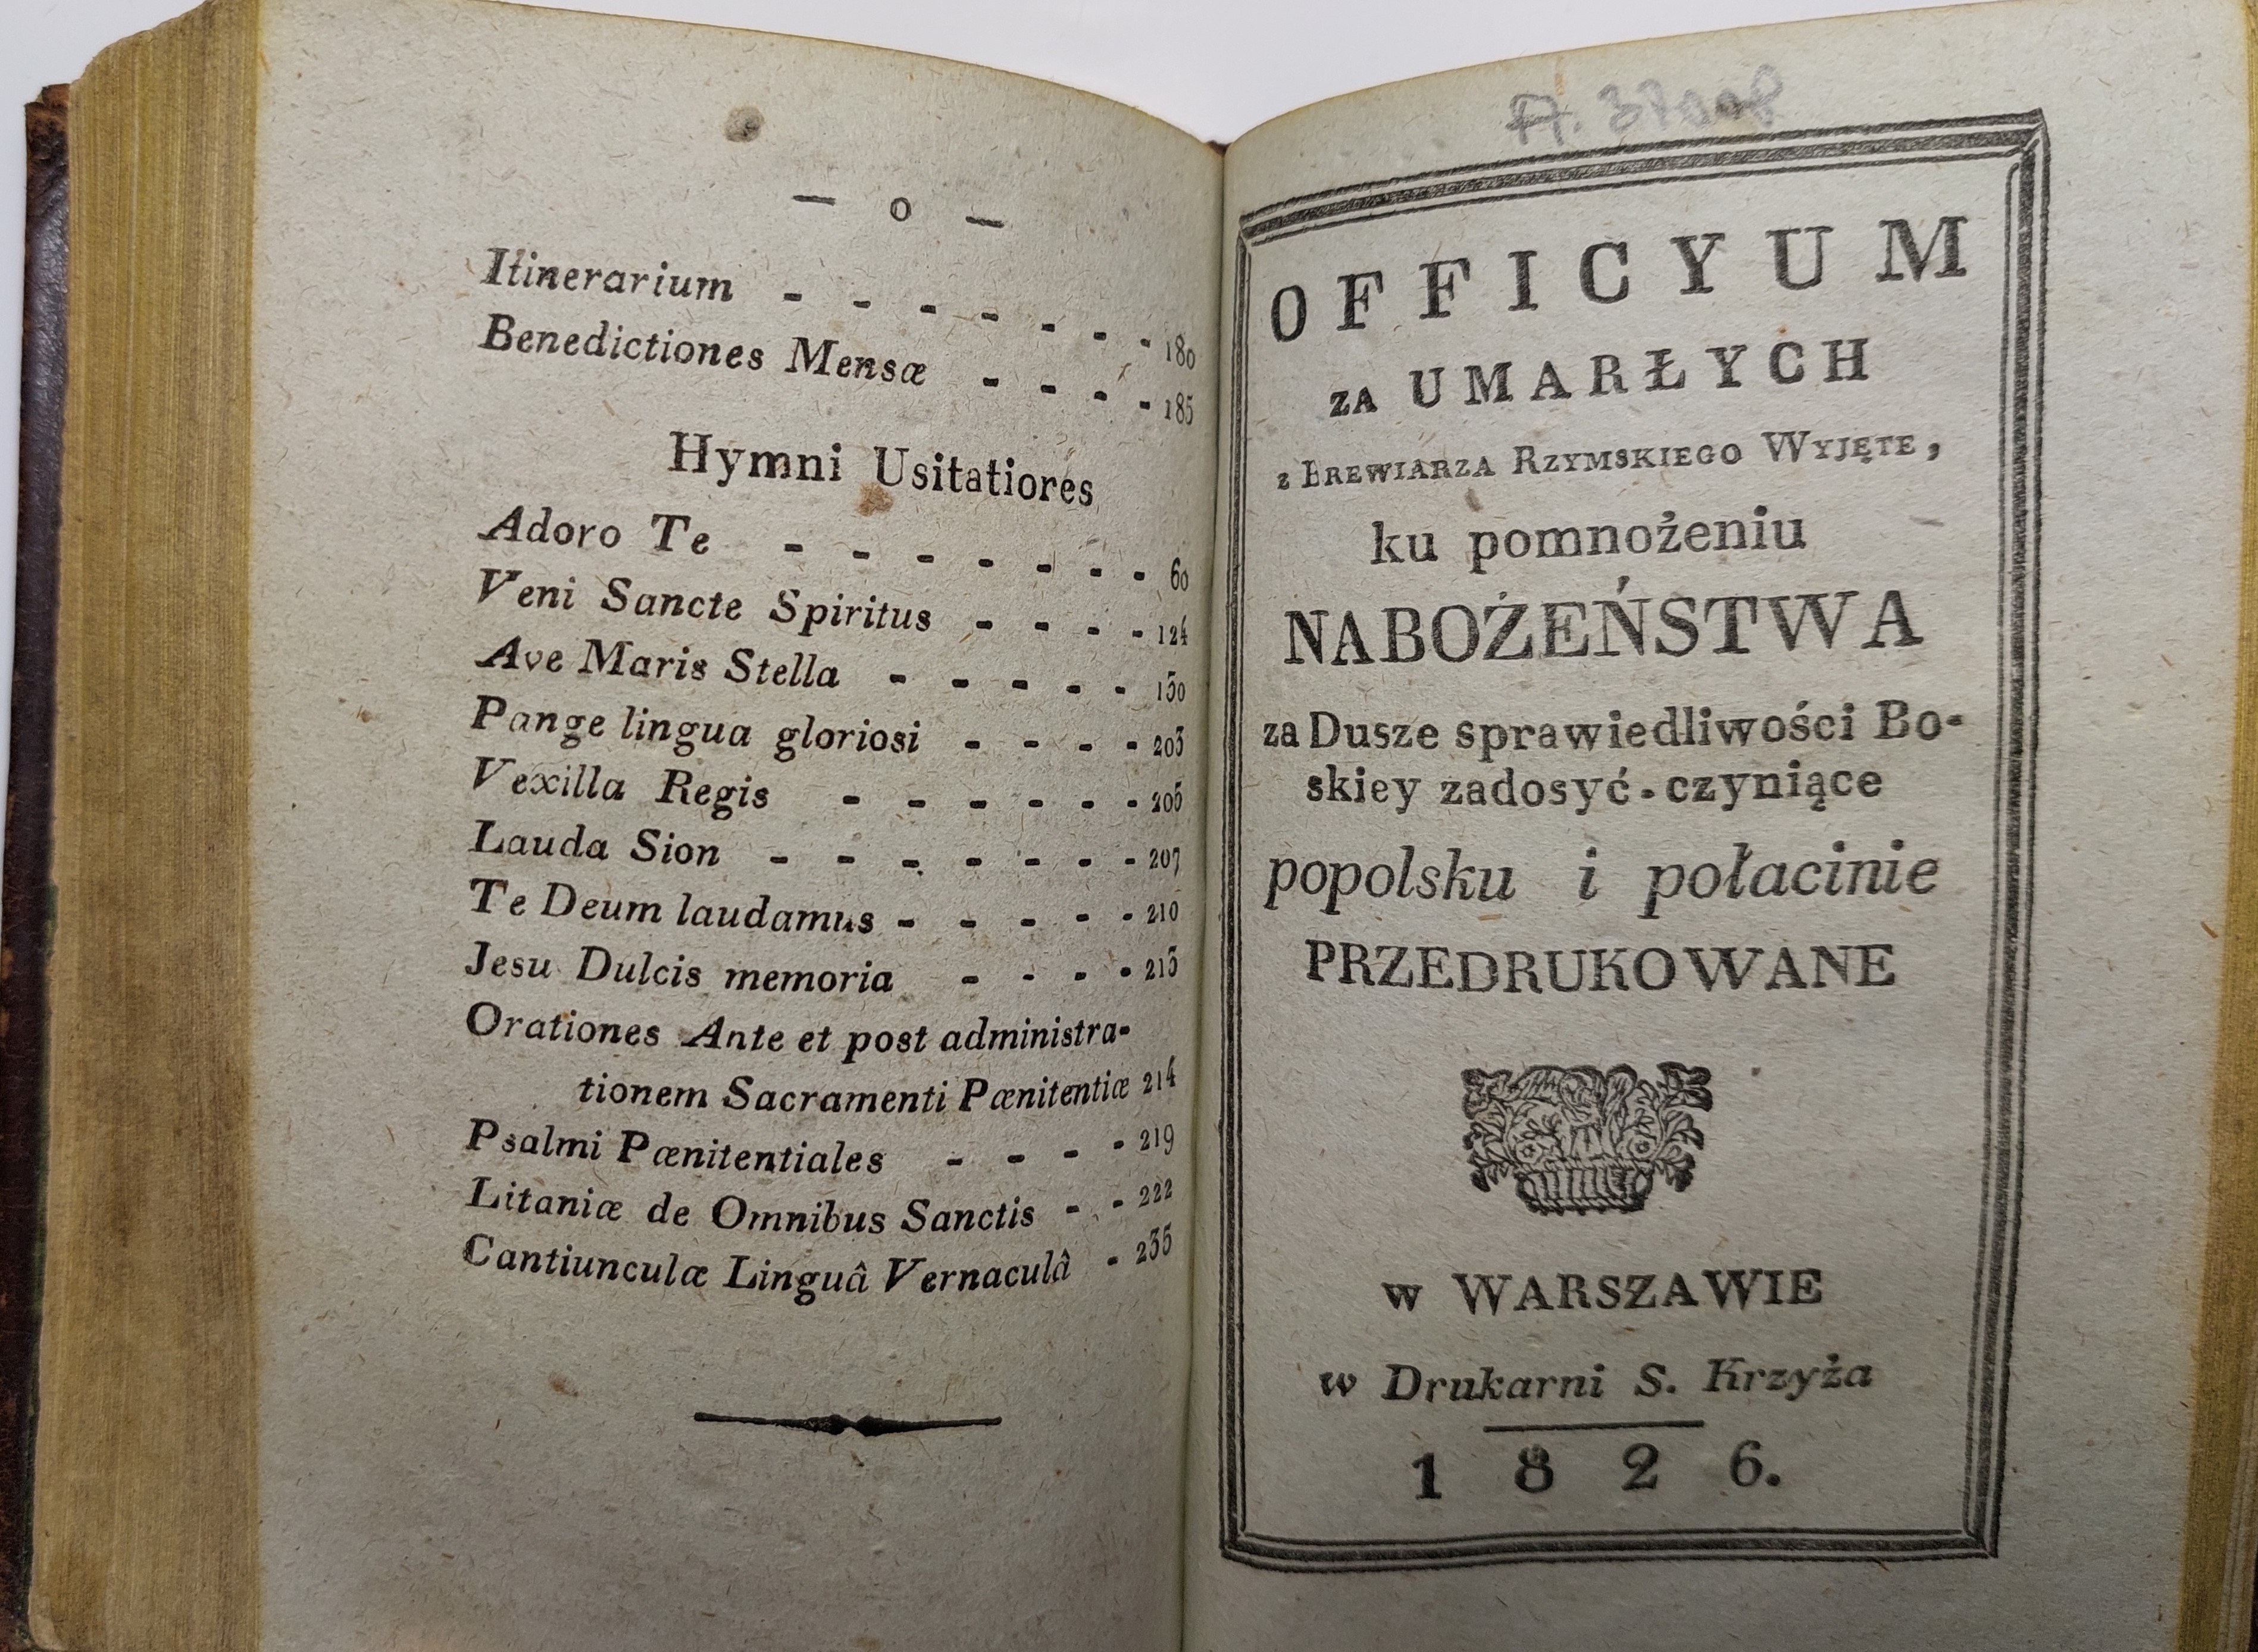 — o —
Itinerarium - - - - - - - 180
Benedictiones Mensæ - - - - 185
Hymni Usitatiores
Adoro Te - - - - - - - 60
Veni Sancte Spiritus - - - - 124
Ave Maris Stella - - - - - 150
Pange lingua gloriosi - - - - 203
Vexilla Regis - - - - - - 205
Lauda Sion - - - - - - - 207
Te Deum laudamus - - - - - 210
Jesu Dulcis memoria - - - - 213
Orationes Ante et post administra-
tionem Sacramenti Pœnitentiæ 214
Psalmi Pœnitentiales - - - - 219
Litaniæ de Omnibus Sanctis - - 222
Cantiunculæ Linguâ Vernaculâ - 235
OFFICYUM
ZA UMARŁYCH
z BREWIARZA RZYMSKIEGO WYJĘTE,
ku pomnożeniu
NABOŻEŃSTWA
za Dusze sprawiedliwości Bo-
skiey zadosyć-czyniące
popolsku i połacinie
PRZEDRUKOWANE
w WARSZAWIE
w Drukarni S. Krzyża
1826.